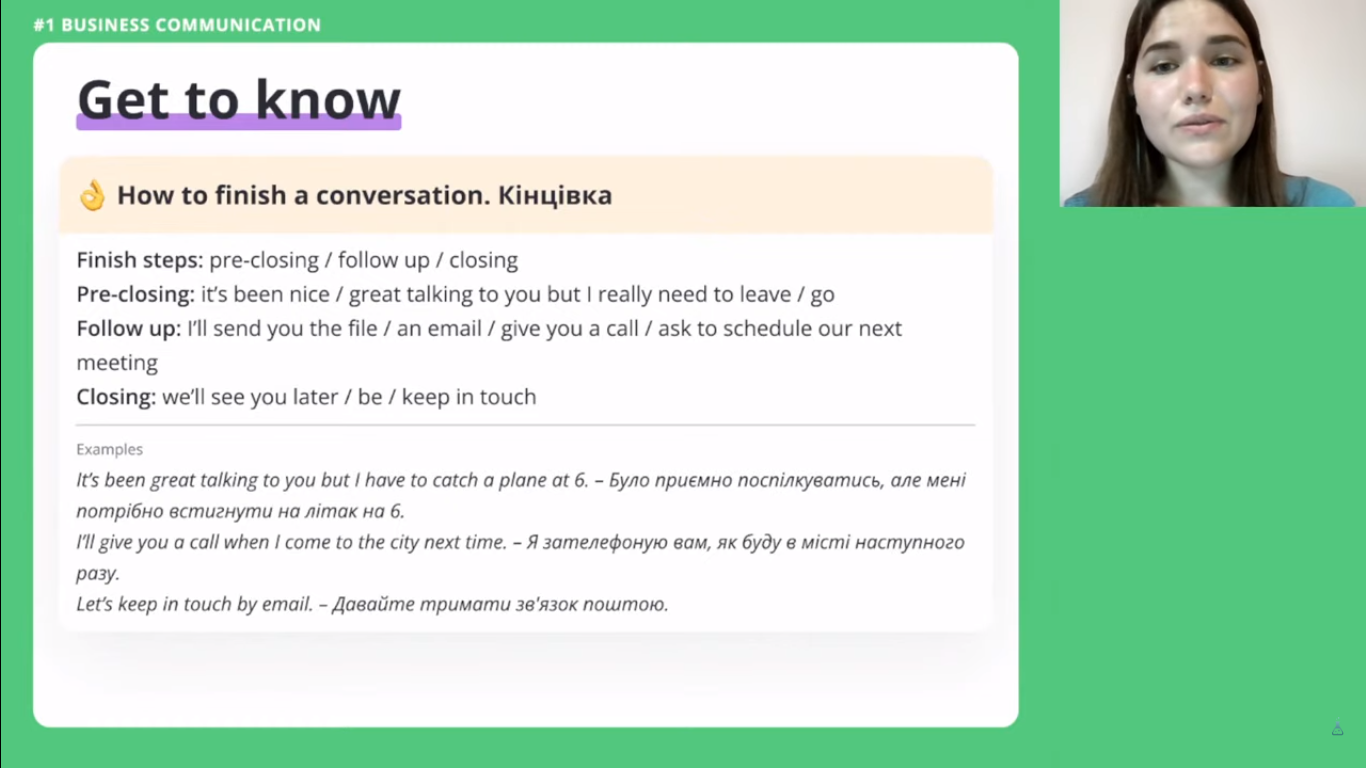 #1 BUSINESS COMMUNICATION
Get to know
👌 How to finish a conversation. Кінцівка
Finish steps: pre-closing / follow up / closing
Pre-closing: it’s been nice / great talking to you but I really need to leave / go
Follow up: I’ll send you the file / an email / give you a call / ask to schedule our next
meeting
Closing: we’ll see you later / be / keep in touch
Examples
It’s been great talking to you but I have to catch a plane at 6. – Було приємно поспілкуватись, але мені
потрібно встигнути на літак на 6.
I’ll give you a call when I come to the city next time. – Я зателефоную вам, як буду в місті наступного
разу.
Let’s keep in touch by email. – Давайте тримати зв'язок поштою.